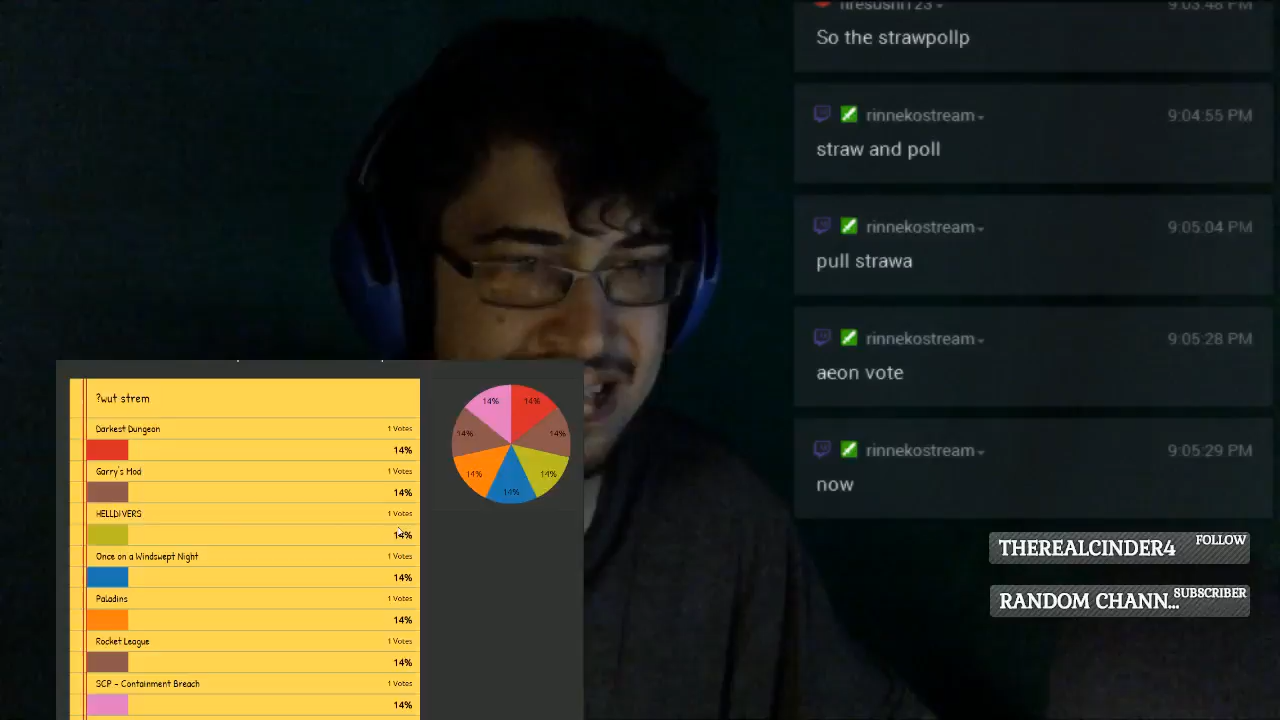 9:03:48 PM
So the strawpollp
rinnekostream
9:04:55 PM
straw and poll
rinnekostream
9:05:04 PM
pull strawa
rinnekostream
9:05:28 PM
aeon vote
rinnekostream
9:05:29 PM
now
THEREALCINDER4
FOLLOW
RANDOM CHANN...
SUBSCRIBER
?wut strem
Darkest Dungeon 1 Votes
14%
Garry's Mod 1 Votes
14%
HELLDIVERS 1 Votes
14%
Once on a Windswept Night 1 Votes
14%
Paladins 1 Votes
14%
Rocket League 1 Votes
14%
SCP - Containment Breach 1 Votes
14%
14% 14%
14% 14%
14% 14%
14%